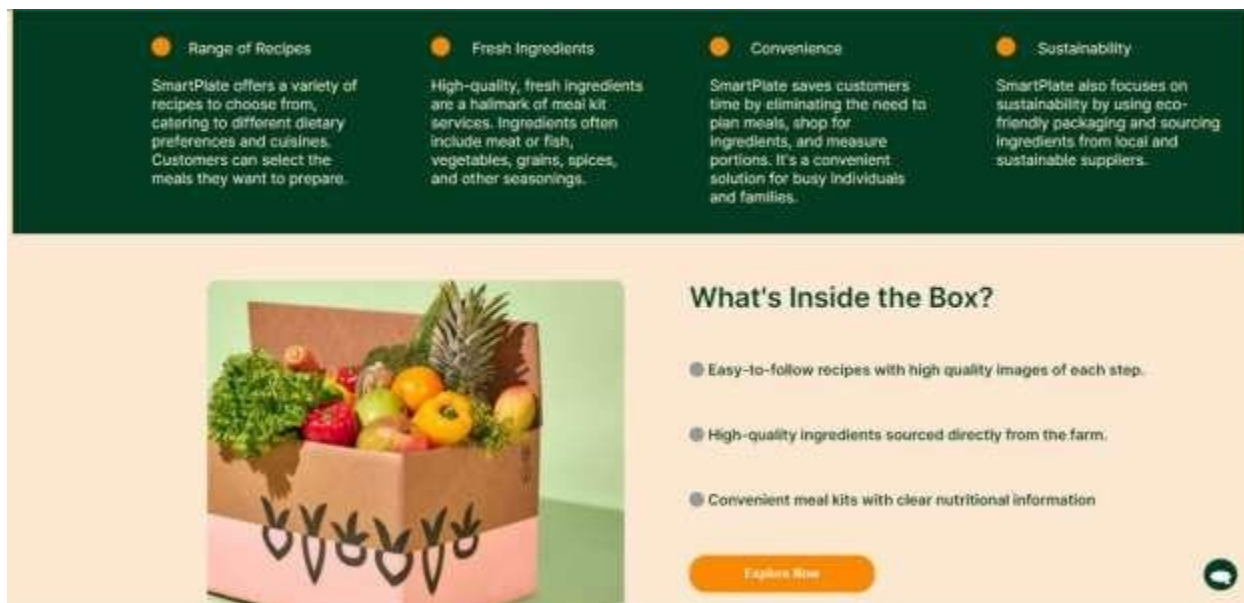 Range of Recipes
SmartPlate offers a variety of
recipes to choose from,
catering to different dietary
preferences and cuisines.
Customers can select the
meals they want to prepare.
Fresh Ingredients
High-quality, fresh ingredients
are a hallmark of meal kit
services. Ingredients often
include meat or fish,
vegetables, grains, spices,
and other seasonings.
Convenience
SmartPlate saves customers
time by eliminating the need to
plan meals, shop for
ingredients, and measure
portions. It's a convenient
solution for busy individuals
and families.
Sustainability
SmartPlate also focuses on
sustainability by using eco-
friendly packaging and sourcing
ingredients from local and
sustainable suppliers.
What's Inside the Box?
Easy-to-follow recipes with high quality images of each step.
High-quality ingredients sourced directly from the farm.
Convenient meal kits with clear nutritional information
Explore Now